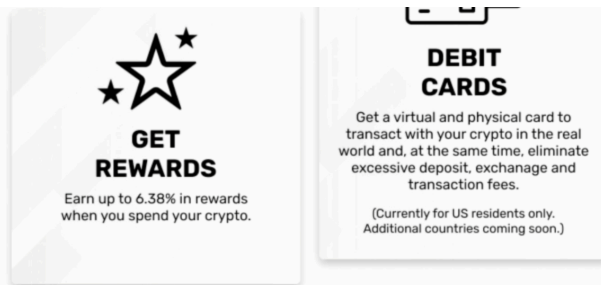 GET
REWARDS
Earn up to 6.38% in rewards
when you spend your crypto.
DEBIT
CARDS
Get a virtual and physical card to
transact with your crypto in the real
world and, at the same time, eliminate
excessive deposit, exchanage and
transaction fees.
(Currently for US residents only.
Additional countries coming soon.)